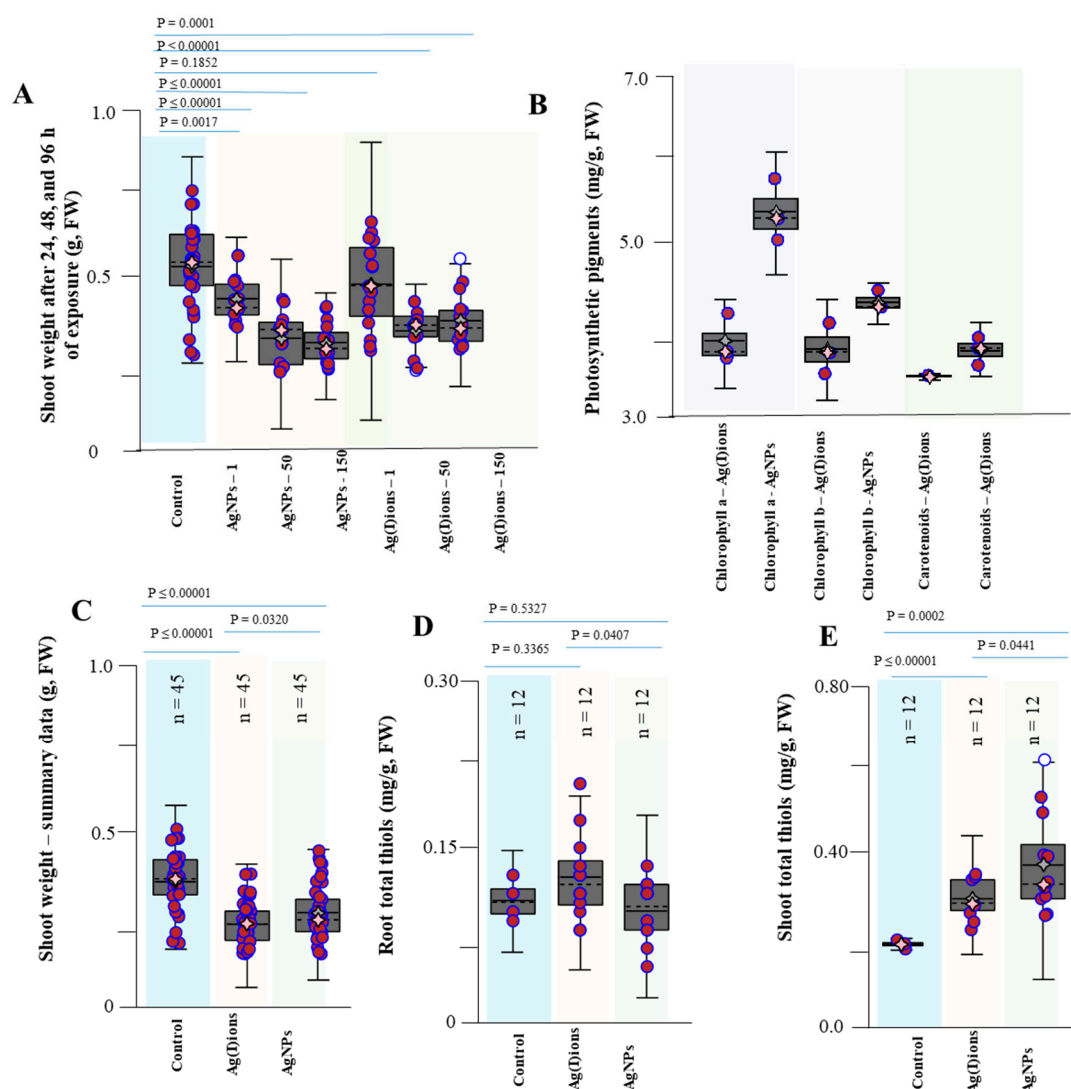 P = 0.0001
P < 0.00001
P = 0.1852
P ≤ 0.00001
P ≤ 0.00001
P = 0.0017
A
Shoot weight after 24, 48, and 96 h
of exposure (g, FW)
1.0
0.5
0
Control
AgNPs – 1
AgNPs – 50
AgNPs - 150
Ag(I)ions – 1
Ag(I)ions – 50
Ag(I)ions – 150
B
Photosynthetic pigments (mg/g, FW)
7.0
5.0
3.0
Chlorophyll a – Ag(I)ions
Chlorophyll a - AgNPs
Chlorophyll b – Ag(I)ions
Chlorophyll b - AgNPs
Carotenoids – Ag(I)ions
Carotenoids – Ag(I)ions
C
P ≤ 0.00001
P = 0.0320
P ≤ 0.00001
Shoot weight – summary data (g, FW)
1.0
0.5
0
n = 45
n = 45
n = 45
Control
Ag(I)ions
AgNPs
D
P = 0.5327
P = 0.0407
P = 0.3365
Root total thiols (mg/g, FW)
0.30
0.15
0
n = 12
n = 12
n = 12
Control
Ag(I)ions
AgNPs
E
P = 0.0002
P = 0.0441
P ≤ 0.00001
Shoot total thiols (mg/g, FW)
0.80
0.40
0.0
n = 12
n = 12
n = 12
Control
Ag(I)ions
AgNPs